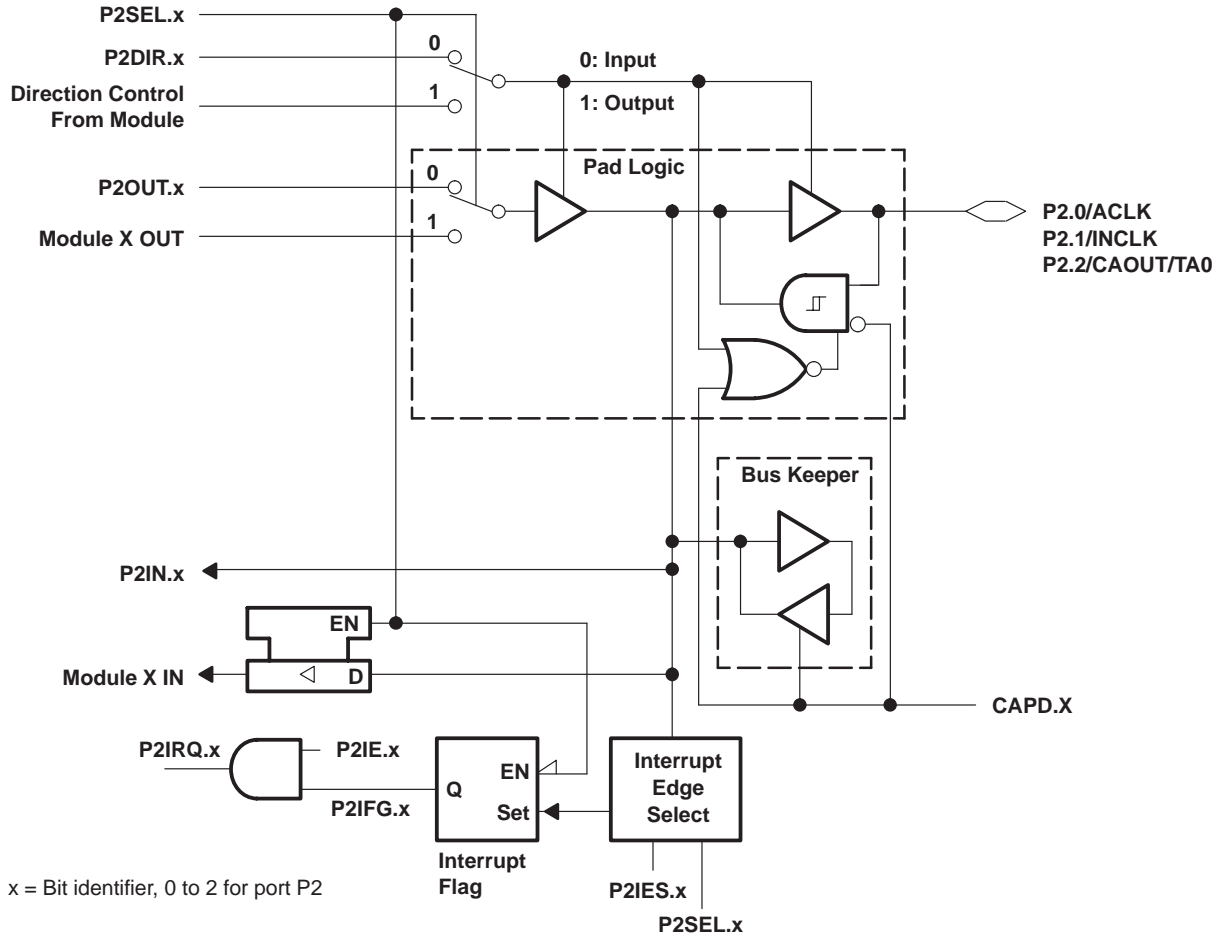 P2SEL.x
P2DIR.x
0
0: Input
Direction Control
From Module
1
1: Output
Pad Logic
P2OUT.x
0
Module X OUT
1
P2.0/ACLK
P2.1/INCLK
P2.2/CAOUT/TA0
Bus Keeper
P2IN.x
EN
Module X IN
D
CAPD.X
P2IRQ.x
P2IE.x
P2IFG.x
Q
EN
Set
Interrupt
Flag
Interrupt
Edge
Select
P2IES.x
P2SEL.x
x = Bit identifier, 0 to 2 for port P2